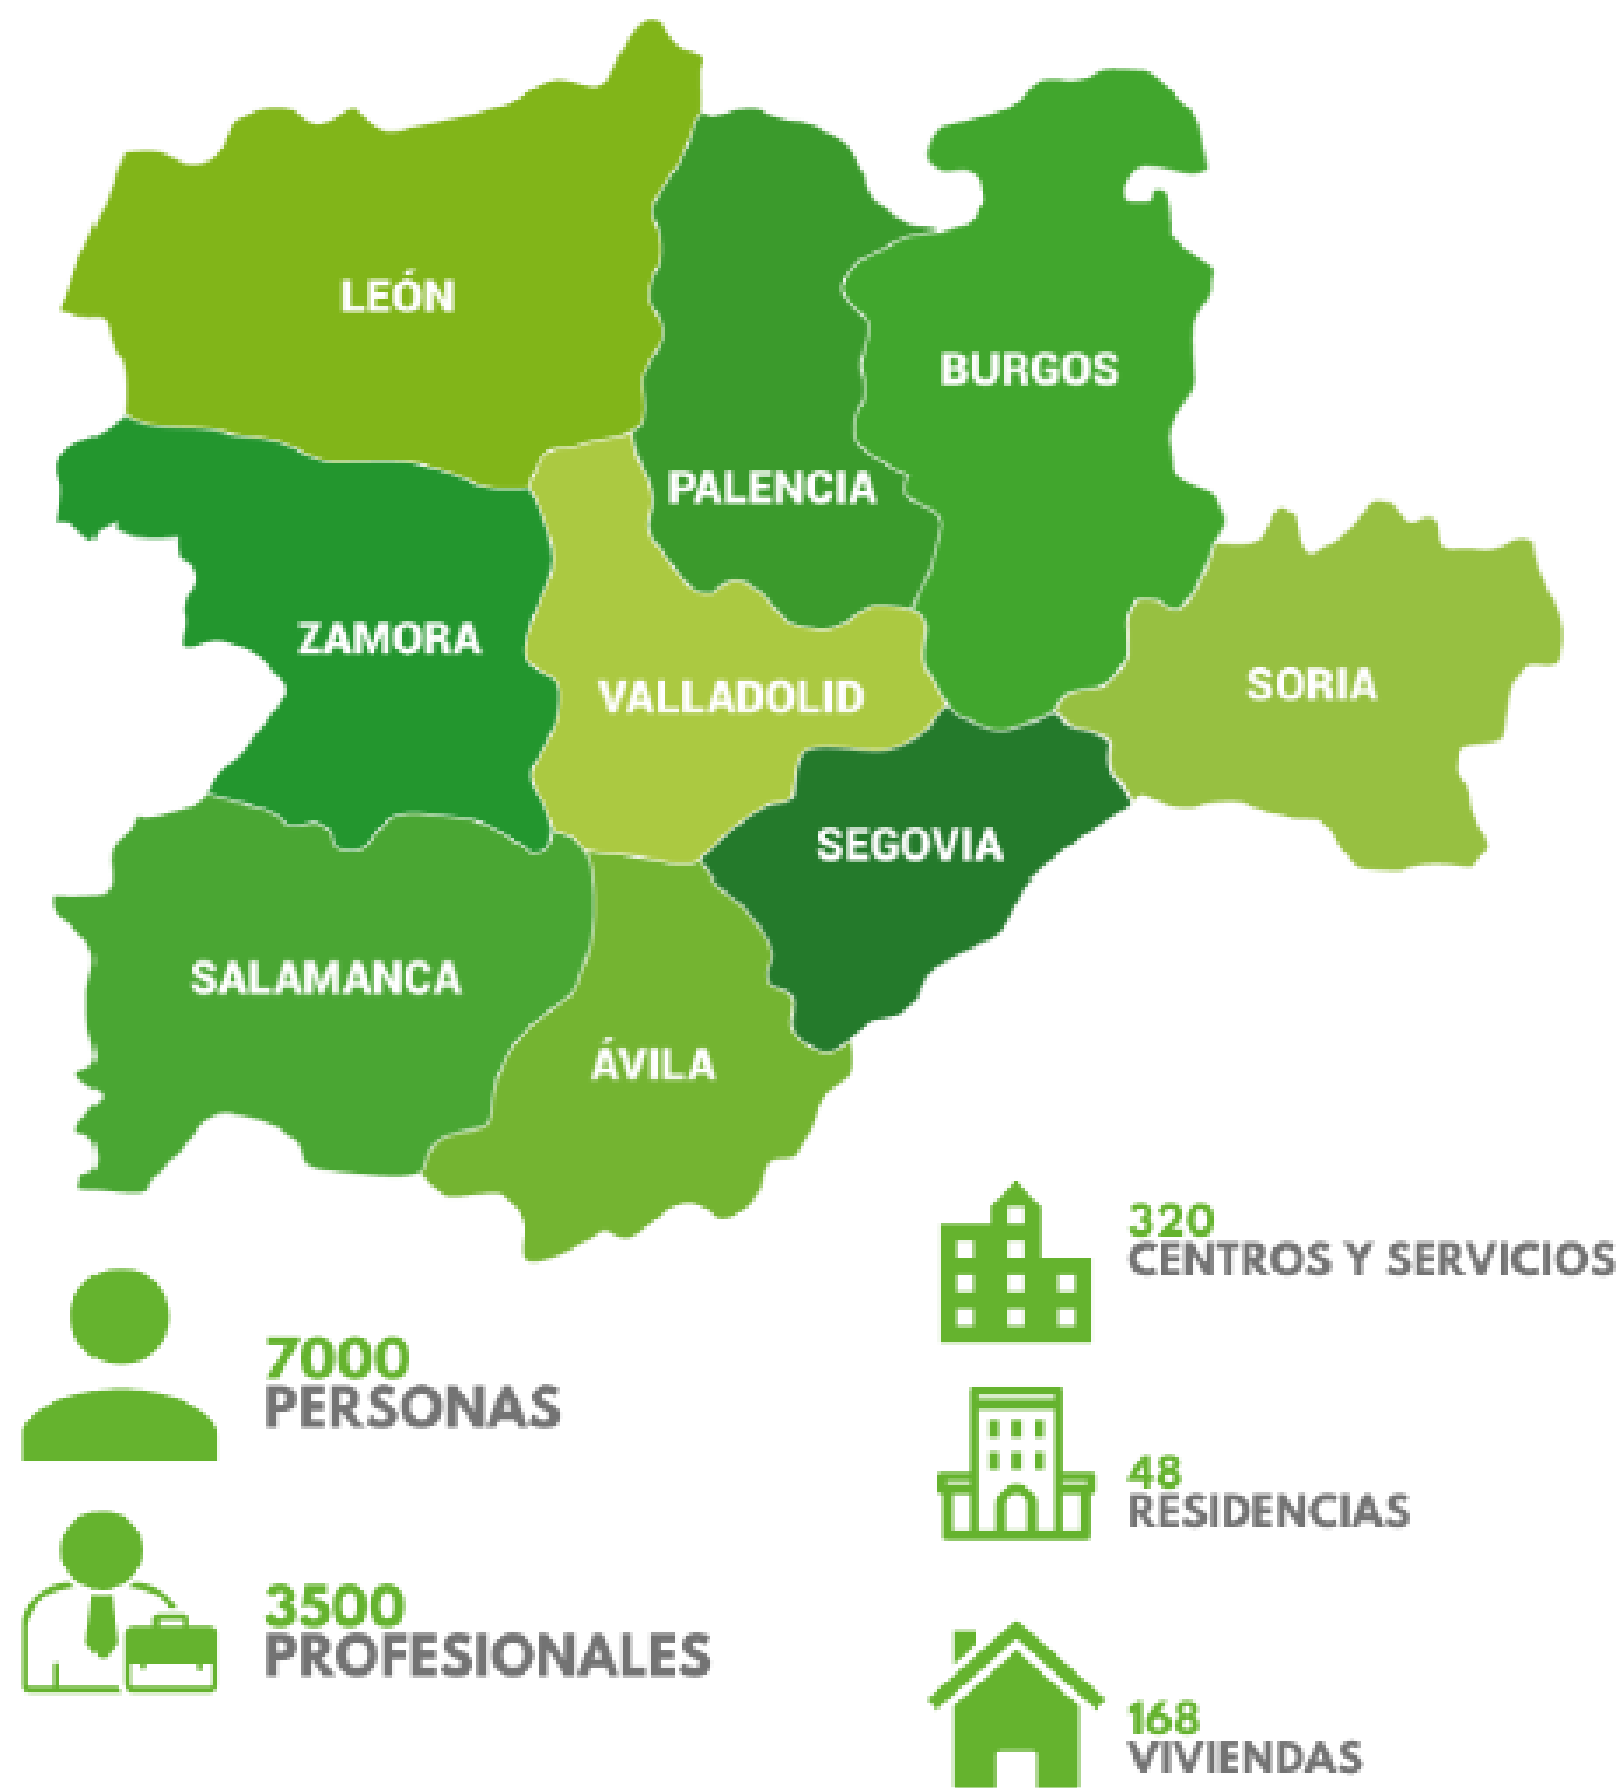 LEÓN
BURGOS
PALENCIA
ZAMORA
VALLADOLID
SORIA
SEGOVIA
SALAMANCA
ÁVILA
320
CENTROS Y SERVICIOS
7000
PERSONAS
48
RESIDENCIAS
3500
PROFESIONALES
168
VIVIENDAS